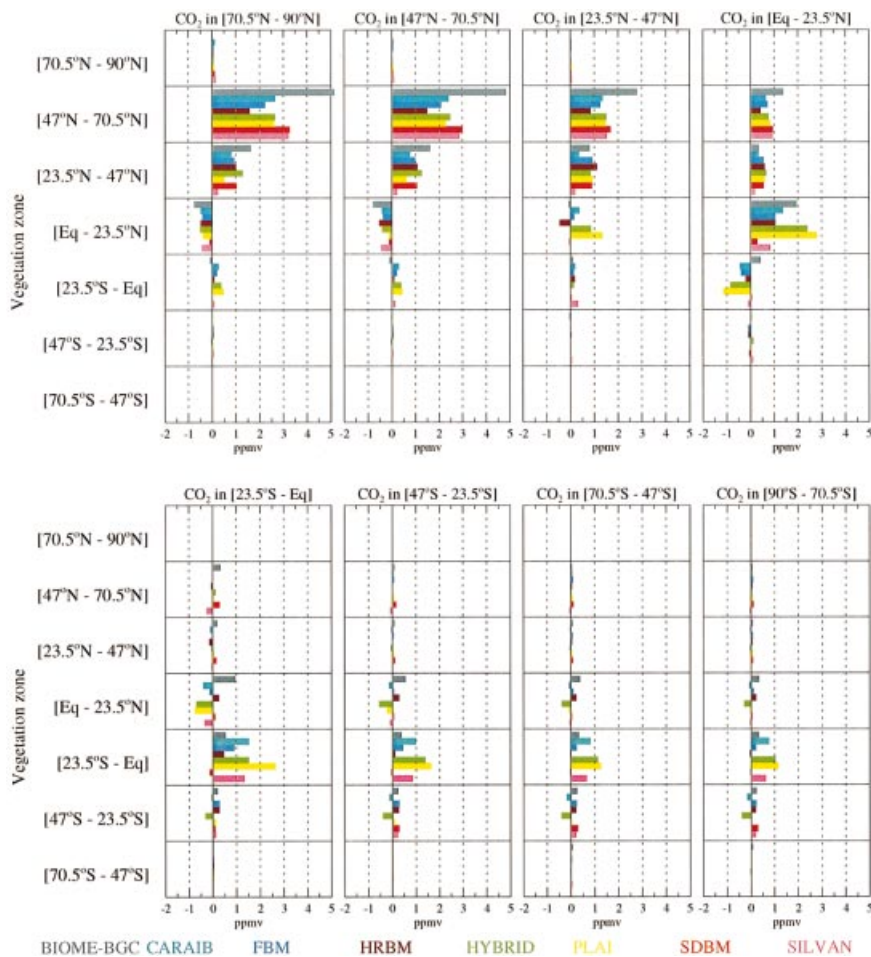 CO2 in [70.5°N - 90°N] CO2 in [47°N - 70.5°N] CO2 in [23.5°N - 47°N] CO2 in [Eq - 23.5°N]
[70.5°N - 90°N]
[47°N - 70.5°N]
[23.5°N - 47°N]
[Eq - 23.5°N]
[23.5°S - Eq]
[47°S - 23.5°S]
[70.5°S - 47°S]
Vegetation zone
-2 -1 0 1 2 3 4 5 -2 -1 0 1 2 3 4 5 -2 -1 0 1 2 3 4 5 -2 -1 0 1 2 3 4 5
ppmv ppmv ppmv ppmv
CO2 in [23.5°S - Eq] CO2 in [47°S - 23.5°S] CO2 in [70.5°S - 47°S] CO2 in [90°S - 70.5°S]
[70.5°N - 90°N]
[47°N - 70.5°N]
[23.5°N - 47°N]
[Eq - 23.5°N]
[23.5°S - Eq]
[47°S - 23.5°S]
[70.5°S - 47°S]
Vegetation zone
-2 -1 0 1 2 3 4 5 -2 -1 0 1 2 3 4 5 -2 -1 0 1 2 3 4 5 -2 -1 0 1 2 3 4 5
ppmv ppmv ppmv ppmv
BIOME-BGC CARAIB FBM HRBM HYBRID PLAI SDBM SILVAN